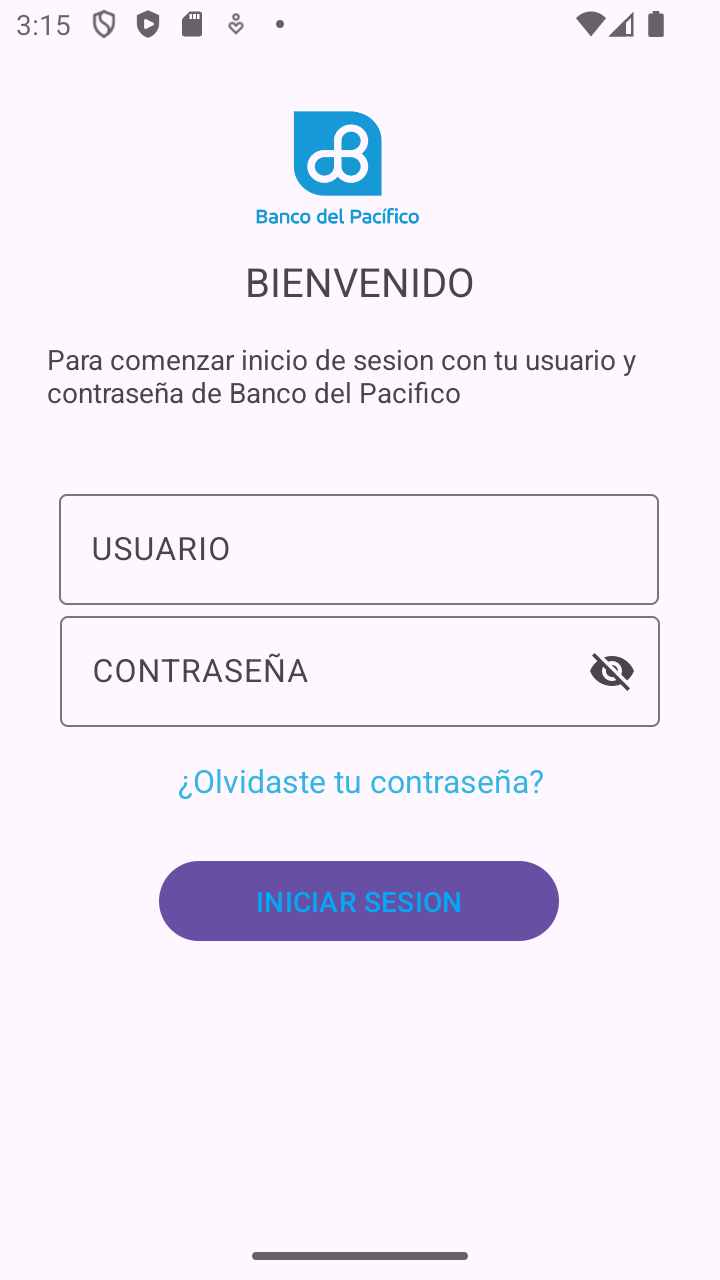 3:15
Banco del Pacífico
BIENVENIDO
Para comenzar inicio de sesion con tu usuario y
contraseña de Banco del Pacifico
USUARIO
CONTRASEÑA
¿Olvidaste tu contraseña?
INICIAR SESION